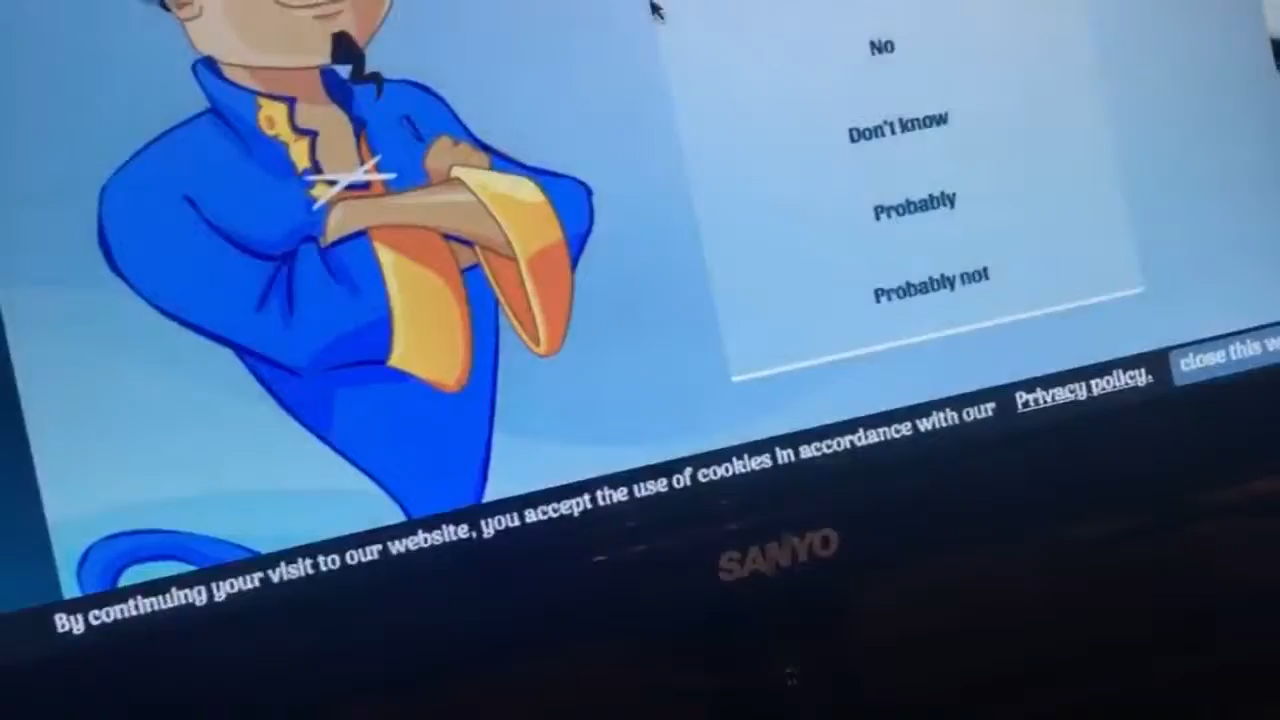 No
Don't know
Probably
Probably not
close this w
By continuing your visit to our website, you accept the use of cookies in accordance with our Privacy policy.
SANYO